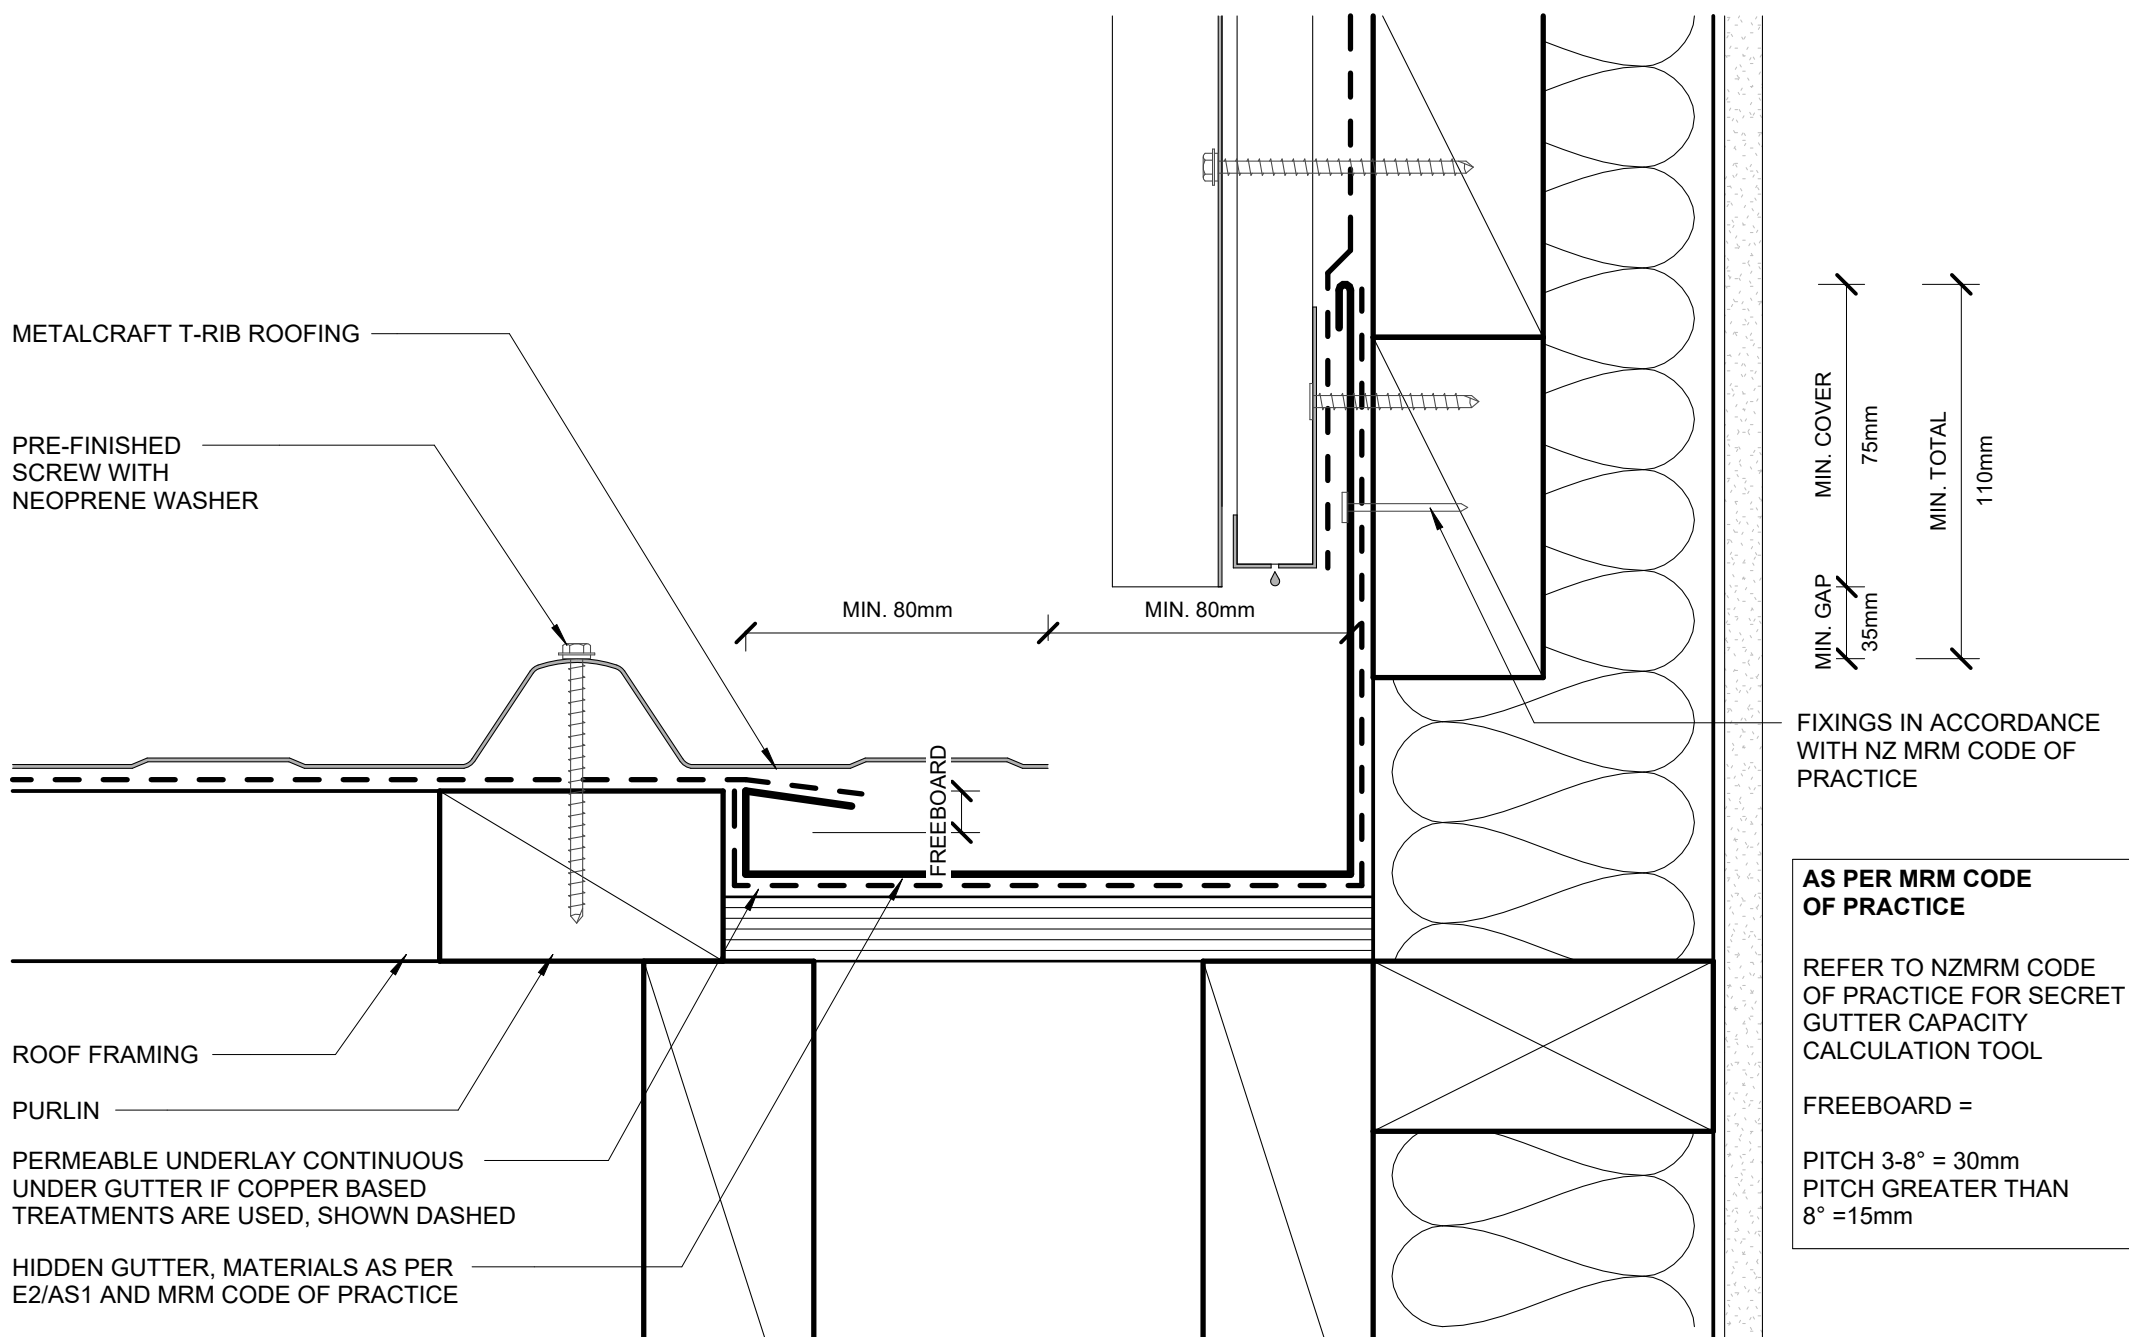 METALCRAFT T-RIB ROOFING
PRE-FINISHED
SCREW WITH
NEOPRENE WASHER
MIN. 80mm
MIN. 80mm
FREEBOARD
MIN. COVER
75mm
MIN. GAP
35mm
MIN. TOTAL
110mm
FIXINGS IN ACCORDANCE
WITH NZ MRM CODE OF
PRACTICE
ROOF FRAMING
PURLIN
PERMEABLE UNDERLAY CONTINUOUS
UNDER GUTTER IF COPPER BASED
TREATMENTS ARE USED, SHOWN DASHED
HIDDEN GUTTER, MATERIALS AS PER
E2/AS1 AND MRM CODE OF PRACTICE
AS PER MRM CODE
OF PRACTICE
REFER TO NZMRM CODE
OF PRACTICE FOR SECRET
GUTTER CAPACITY
CALCULATION TOOL
FREEBOARD =
PITCH 3-8° = 30mm
PITCH GREATER THAN
8° =15mm